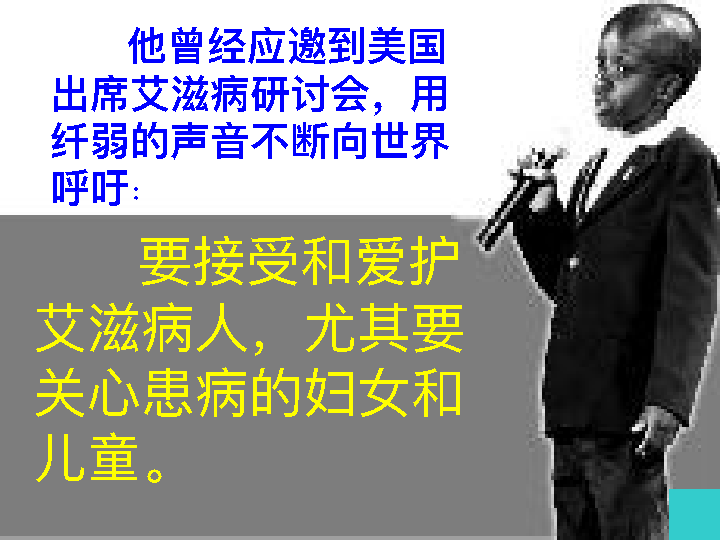 他曾经应邀到美国
出席艾滋病研讨会，用
纤弱的声音不断向世界
呼吁：
要接受和爱护
艾滋病人，尤其要
关心患病的妇女和
儿童。